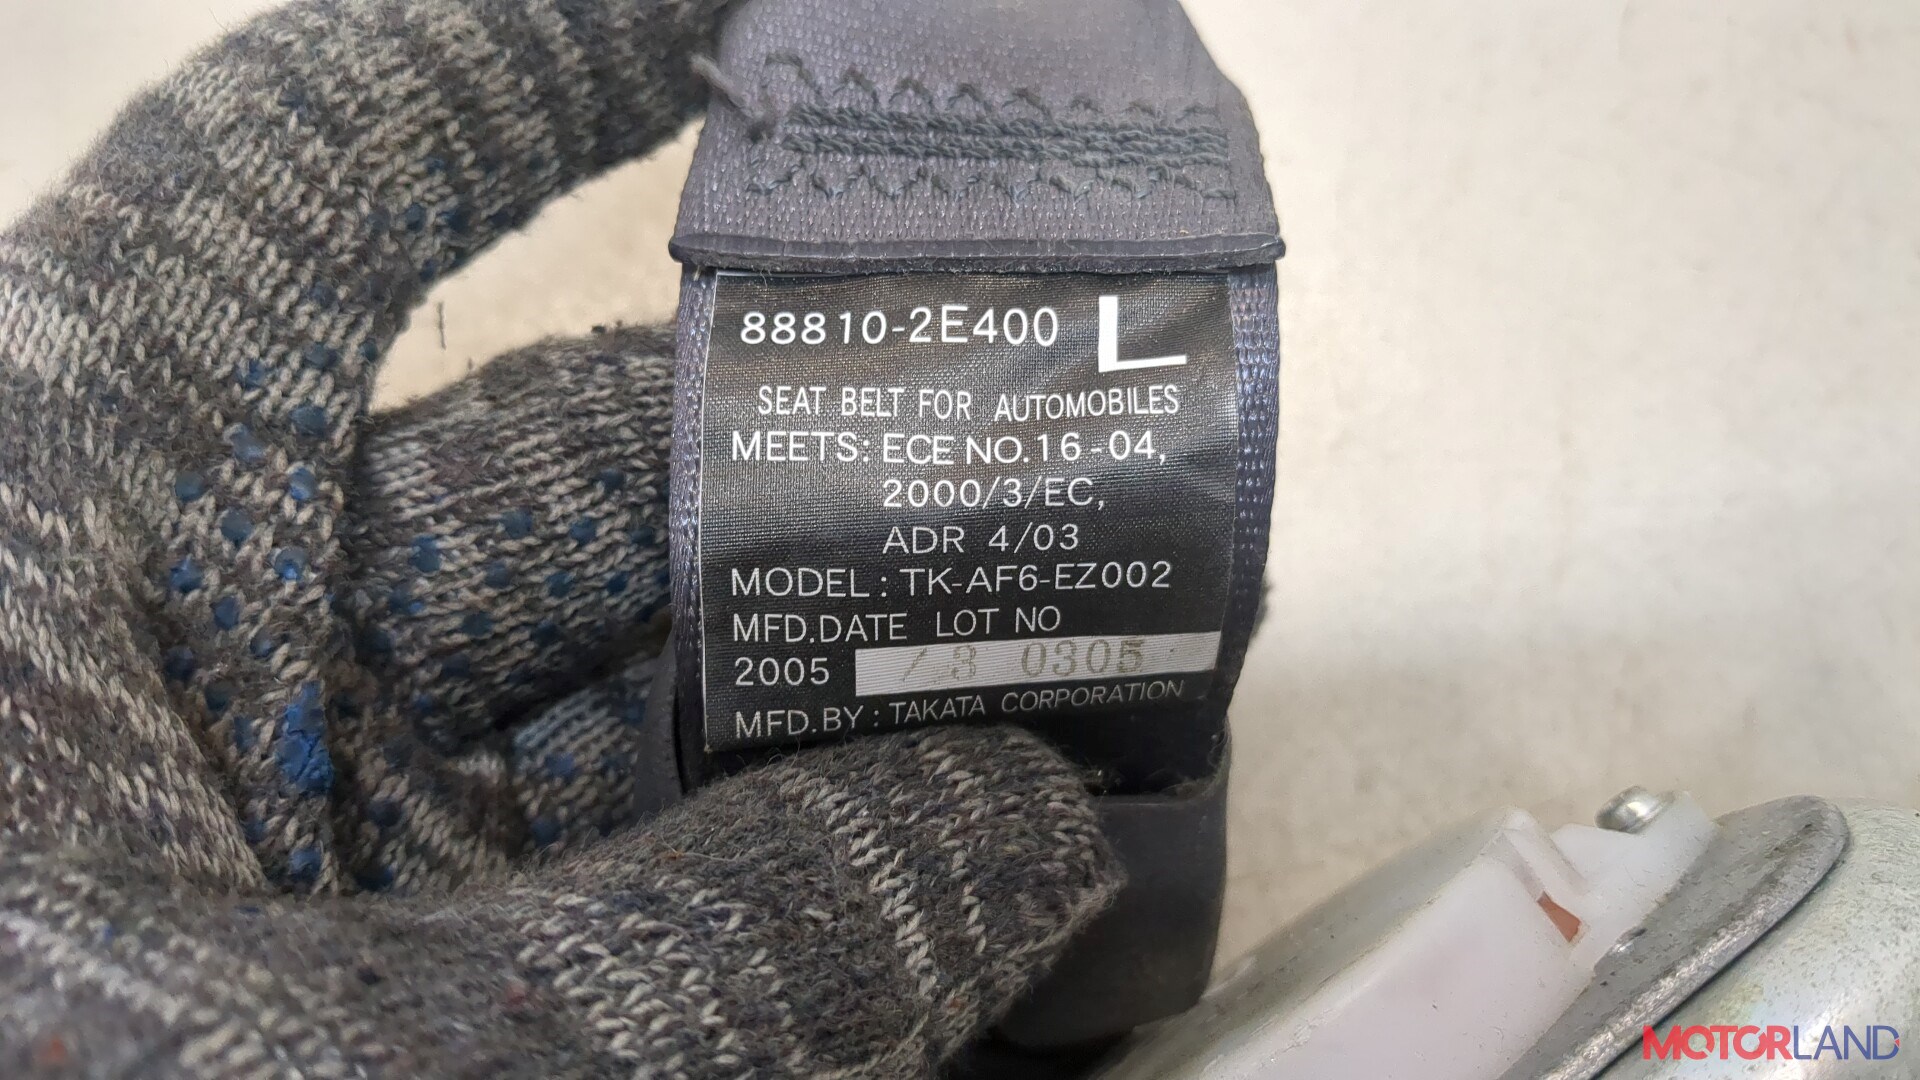 88810-2E400 L
SEAT BELT FOR AUTOMOBILES
MEETS: ECE NO.16-04,
2000/3/EC,
ADR 4/03
MODEL: TK-AF6-EZ002
MFD.DATE LOT NO
2005 /3 0305
MFD.BY: TAKATA CORPORATION
MOTORLAND